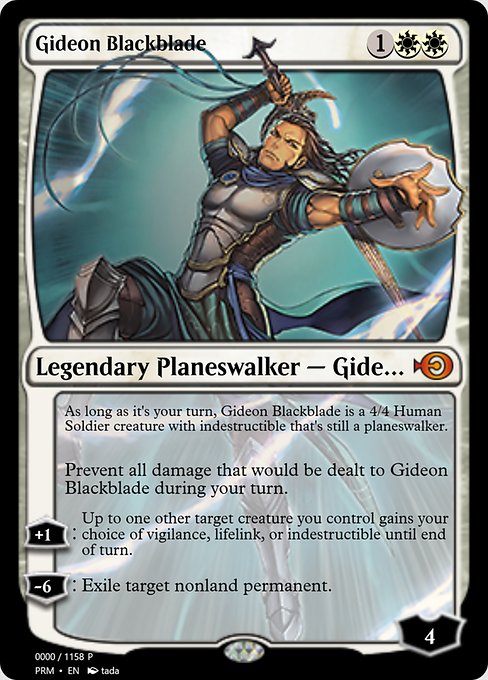 Gideon Blackblade 1
Legendary Planeswalker — Gide...
As long as it's your turn, Gideon Blackblade is a 4/4 Human
Soldier creature with indestructible that's still a planeswalker.
Prevent all damage that would be dealt to Gideon
Blackblade during your turn.
+1 : Up to one other target creature you control gains your
choice of vigilance, lifelink, or indestructible until end
of turn.
-6 : Exile target nonland permanent.
4
0000 / 1158 P
PRM • EN tada